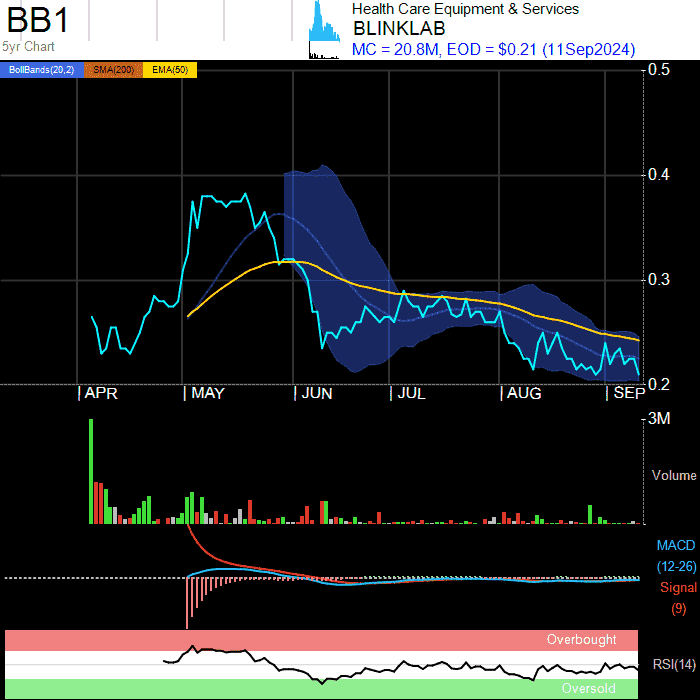 BB1
5yr Chart
Health Care Equipment & Services
BLINKLAB
MC = 20.8M, EOD = $0.21 (11Sep2024)
BollBands(20,2) SMA(200) EMA(50)
0.5
0.4
0.3
0.2
APR MAY JUN JUL AUG SEP
3M
Volume
MACD
(12-26)
Signal
(9)
Overbought
RSI(14)
Oversold